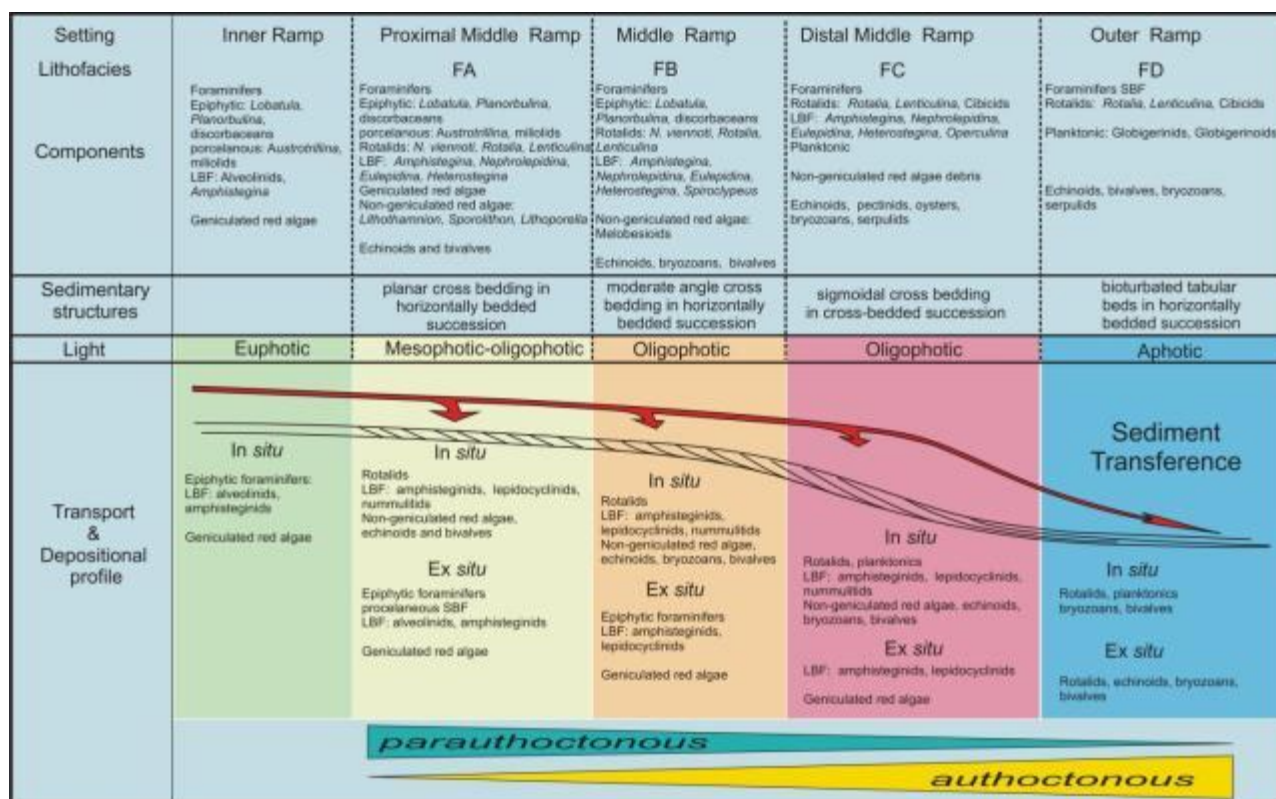 Setting
Inner Ramp
Proximal Middle Ramp
Middle Ramp
Distal Middle Ramp
Outer Ramp
Lithofacies
FA
FB
FC
FD
Components
Foraminifers
Epiphytic: Lobatula,
Planorbulina,
discorbaceans
porcelanous: Austrotrillina,
miliolids
LBF: Alveolinids,
Amphistegina
Geniculated red algae
Foraminifers
Epiphytic: Lobatula, Planorbulina,
discorbaceans
porcelanous: Austrotrillina, miliolids
Rotalids: N. viennoti, Rotalia, Lenticulina
LBF: Amphistegina, Nephrolepidina,
Eulepidina, Heterostegina
Geniculated red algae
Non-geniculated red algae:
Lithothamnion, Sporolithon, Lithoporella
Echinoids and bivalves
Foraminifers
Epiphytic: Lobatula,
Planorbulina, discorbaceans
Rotalids: N. viennoti, Rotalia,
Lenticulina
LBF: Amphistegina,
Nephrolepidina, Eulepidina,
Heterostegina, Spiroclypeus
Non-geniculated red algae:
Melobesioids
Echinoids, bryozoans, bivalves
Foraminifers
Rotalids: Rotalia, Lenticulina, Cibicids
LBF: Amphistegina, Nephrolepidina,
Eulepidina, Heterostegina, Operculina
Planktonic
Non-geniculated red algae debris
Echinoids, pectinids, oysters,
bryozoans, serpulids
Foraminifers SBF
Rotalids: Rotalia, Lenticulina, Cibicids
Planktonic: Globigerinids, Globigerinoids
Echinoids, bivalves, bryozoans,
serpulids
Sedimentary
structures
planar cross bedding in
horizontally bedded
succession
moderate angle cross
bedding in horizontally
bedded succession
sigmoidal cross bedding
in cross-bedded succession
bioturbated tabular
beds in horizontally
bedded succession
Light
Euphotic
Mesophotic-oligophotic
Oligophotic
Oligophotic
Aphotic
Transport
&
Depositional
profile
In situ
Epiphytic foraminifers:
LBF: alveolinids,
amphisteginids
Geniculated red algae
In situ
Rotalids
LBF: amphisteginids, lepidocyclinids,
nummulitids
Non-geniculated red algae,
echinoids and bivalves
Ex situ
Epiphytic foraminifers
procelaneous SBF
LBF: alveolinids, amphisteginids
Geniculated red algae
In situ
Rotalids
LBF: amphisteginids,
lepidocyclinids, nummulitids
Non-geniculated red algae,
echinoids, bryozoans, bivalves
Ex situ
Epiphytic foraminifers
LBF: amphisteginids,
lepidocyclinids
Geniculated red algae
In situ
Rotalids, planktonics
LBF: amphisteginids, lepidocyclinids,
nummulitids
Non-geniculated red algae, echinoids,
bryozoans, bivalves
Ex situ
LBF: amphisteginids, lepidocyclinids
Geniculated red algae
Sediment
Transference
In situ
Rotalids, planktonics
bryozoans, bivalves
Ex situ
Rotalids, echinoids, bryozoans,
bivalves
parauthoctonous
authoctonous